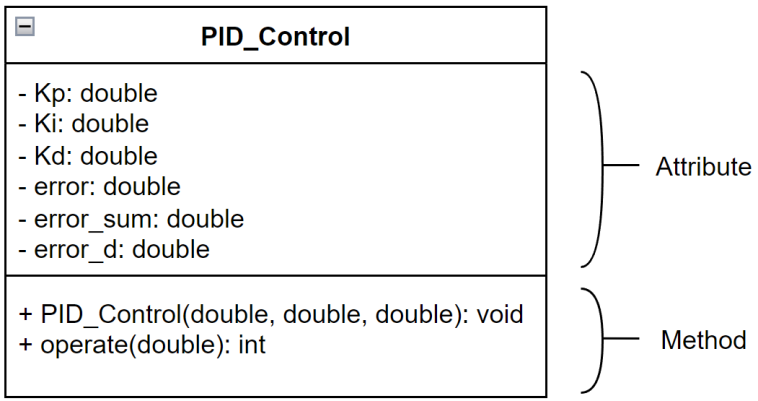 PID_Control
- Kp: double
- Ki: double
- Kd: double
- error: double
- error_sum: double
- error_d: double
Attribute
+ PID_Control(double, double, double): void
+ operate(double): int
Method